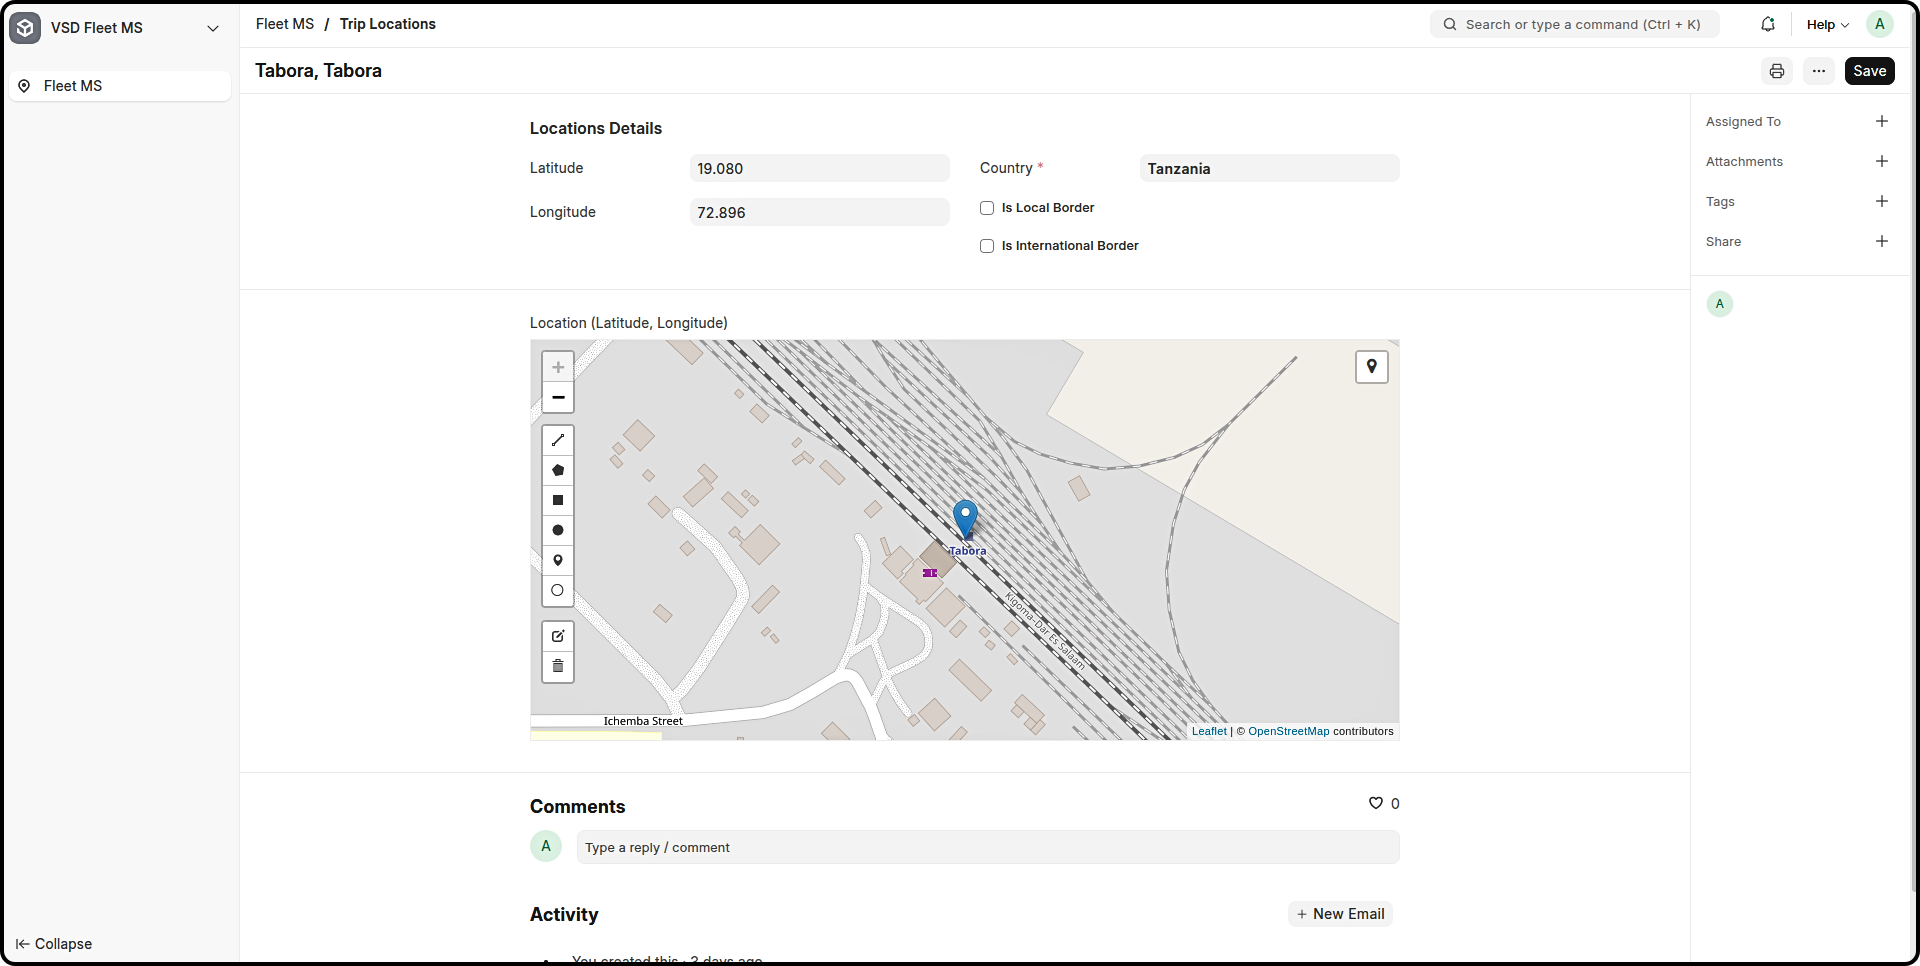 VSD Fleet MS
Fleet MS / Trip Locations
Search or type a command (Ctrl + K)
Help
A
Fleet MS
Tabora, Tabora
Save
Locations Details
Latitude
19.080
Country *
Tanzania
Longitude
72.896
Is Local Border
Is International Border
Assigned To
Attachments
Tags
Share
A
Location (Latitude, Longitude)
Tabora
Kigoma-Dar Es Salaam
Ichemba Street
Leaflet | © OpenStreetMap contributors
Comments
0
A
Type a reply / comment
Activity
New Email
You created this · 3 days ago
Collapse